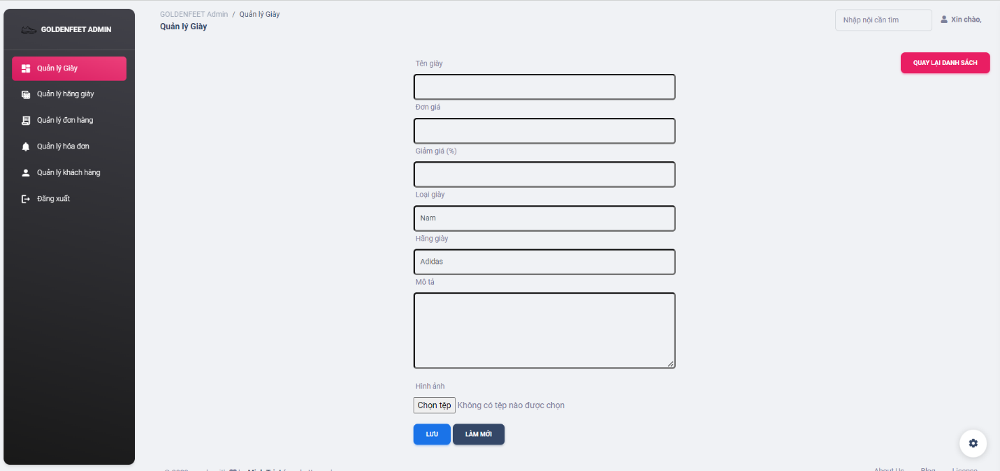 GOLDENFEET ADMIN
Quản lý Giày
Quản lý hãng giày
Quản lý đơn hàng
Quản lý hóa đơn
Quản lý khách hàng
Đăng xuất
GOLDENFEET Admin / Quản lý Giày
Quản lý Giày
Nhập nội cần tìm
Xin chào,
QUAY LẠI DANH SÁCH
Tên giày
Đơn giá
Giảm giá (%)
Loại giày
Nam
Hãng giày
Adidas
Mô tả
Hình ảnh
Chọn tệp Không có tệp nào được chọn
LƯU LÀM MỚI
About Us Blog License